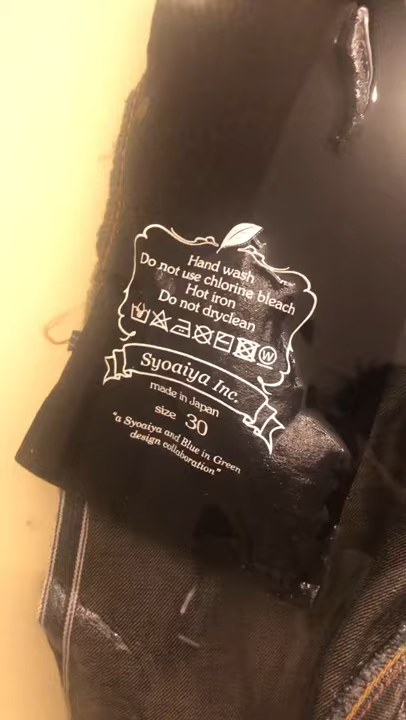 Hand wash
Do not use chlorine bleach
Hot iron
Do not dryclean
W
Syoaiya Inc.
made in Japan
size 30
"a Syoaiya and Blue in Green
design collaboration"